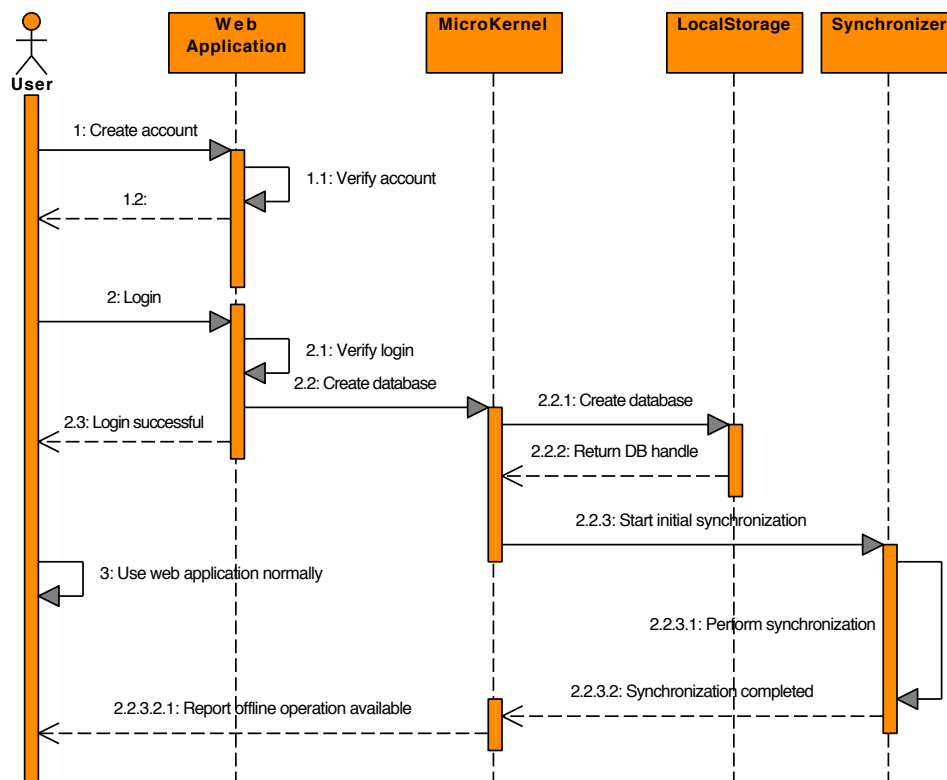 User
Web
Application
MicroKernel
LocalStorage
Synchronizer
1: Create account
1.1: Verify account
1.2:
2: Login
2.1: Verify login
2.2: Create database
2.2.1: Create database
2.3: Login successful
2.2.2: Return DB handle
2.2.3: Start initial synchronization
3: Use web application normally
2.2.3.1: Perform synchronization
2.2.3.2: Synchronization completed
2.2.3.2.1: Report offline operation available